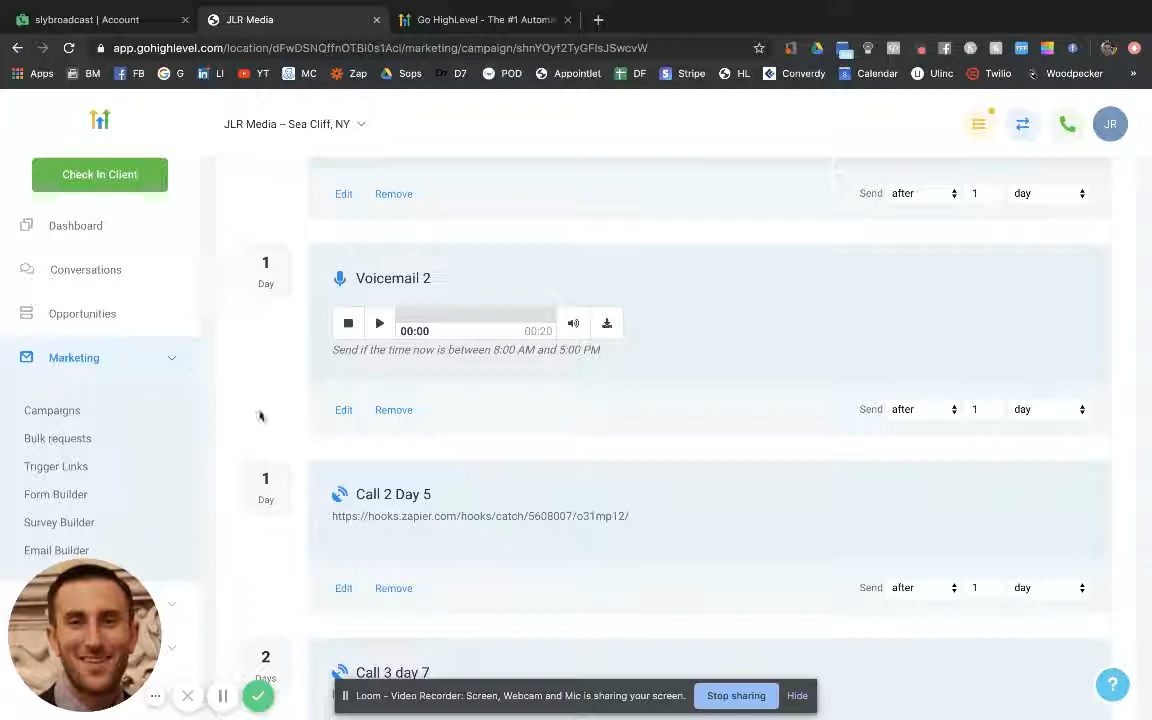 slybroadcast | Account
JLR Media
Go HighLevel - The #1 Automa
app.gohighlevel.com/location/dFwDSNQffnOTBI0s1AcI/marketing/campaign/shnYOyf2TyGFIsJSwcvW
Apps BM FB G LI YT MC Zap Sops D7 POD Appointlet DF Stripe HL Converdy Calendar Ulinc Twilio Woodpecker »
JLR Media -- Sea Cliff, NY
JR
Check In Client
Dashboard
Conversations
Opportunities
Marketing
Campaigns
Bulk requests
Trigger Links
Form Builder
Survey Builder
Email Builder
Edit Remove Send after 1 day
1
Day
Voicemail 2
00:00 00:20
Send if the time now is between 8:00 AM and 5:00 PM
Edit Remove Send after 1 day
1
Day
Call 2 Day 5
https://hooks.zapier.com/hooks/catch/5608007/o31mp12/
Edit Remove Send after 1 day
2
Days
Call 3 day 7
Loom – Video Recorder: Screen, Webcam and Mic is sharing your screen. Stop sharing Hide
?